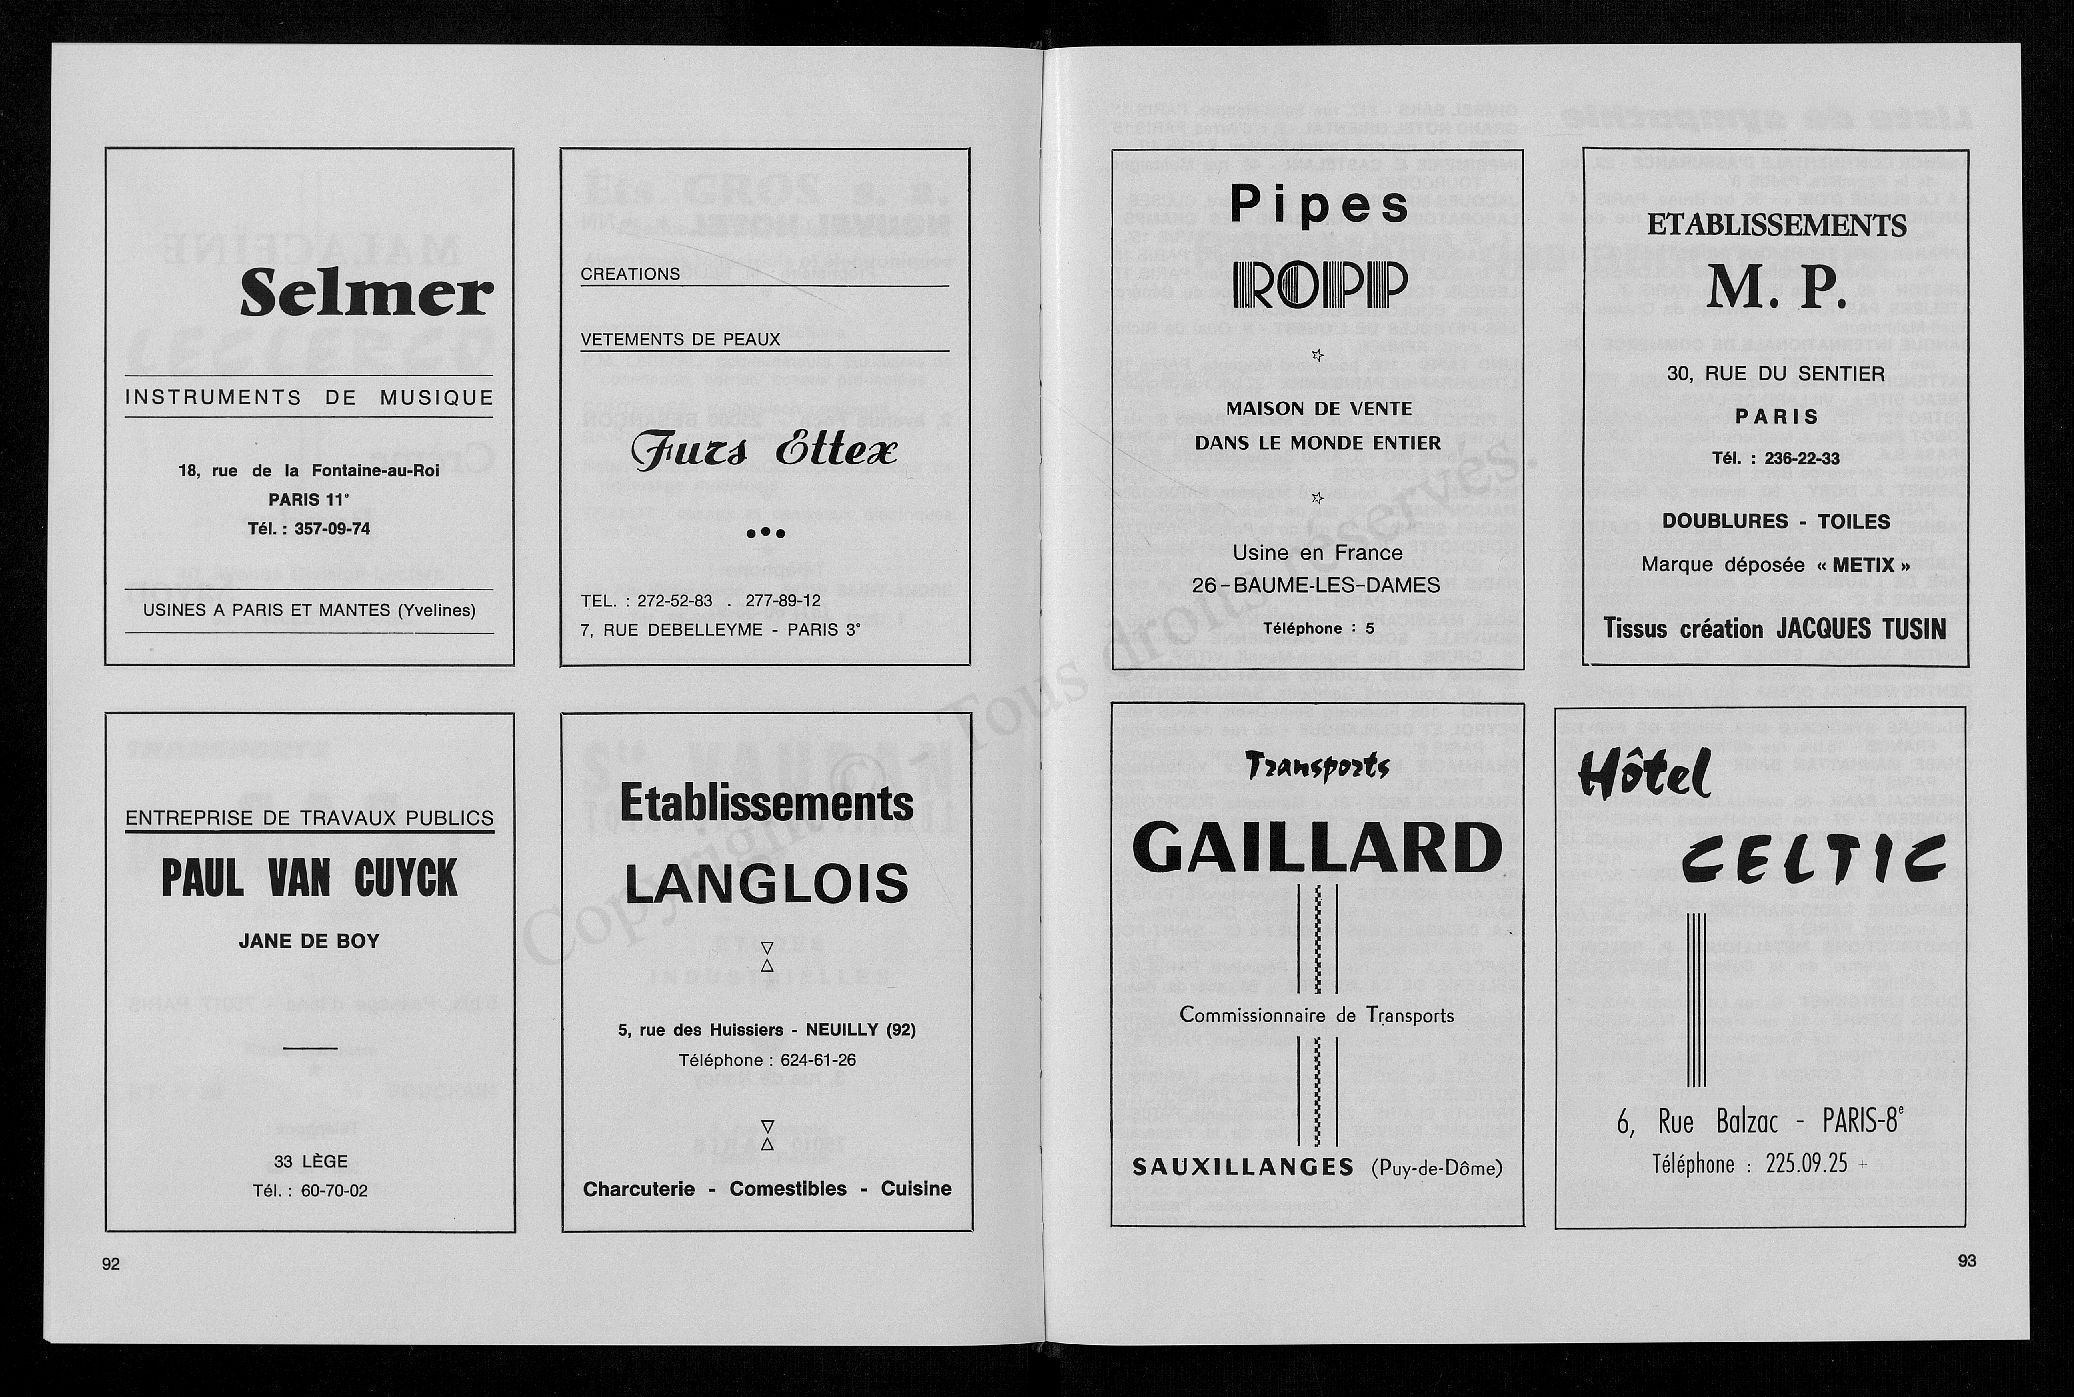 Selmer
INSTRUMENTS DE MUSIQUE
18, rue de la Fontaine-au-Roi
PARIS 11°
Tél. : 357-09-74
USINES A PARIS ET MANTES (Yvelines)
CREATIONS
VETEMENTS DE PEAUX
Furs Ettex
TEL. : 272-52-83 . 277-89-12
7, RUE DEBELLEYME - PARIS 3°
ENTREPRISE DE TRAVAUX PUBLICS
PAUL VAN CUYCK
JANE DE BOY
33 LÈGE
Tél. : 60-70-02
Etablissements
LANGLOIS
5, rue des Huissiers - NEUILLY (92)
Téléphone : 624-61-26
Charcuterie - Comestibles - Cuisine
92
Pipes
ROPP
MAISON DE VENTE
DANS LE MONDE ENTIER
Usine en France
26-BAUME-LES-DAMES
Téléphone : 5
ETABLISSEMENTS
M. P.
30, RUE DU SENTIER
PARIS
Tél. : 236-22-33
DOUBLURES - TOILES
Marque déposée « METIX »
Tissus création JACQUES TUSIN
Transports
GAILLARD
Commissionnaire de Transports
SAUXILLANGES (Puy-de-Dôme)
Hôtel
CELTIC
6, Rue Balzac - PARIS-8e
Téléphone : 225.09.25 +
93
Copyright © - Tous droits réservés.